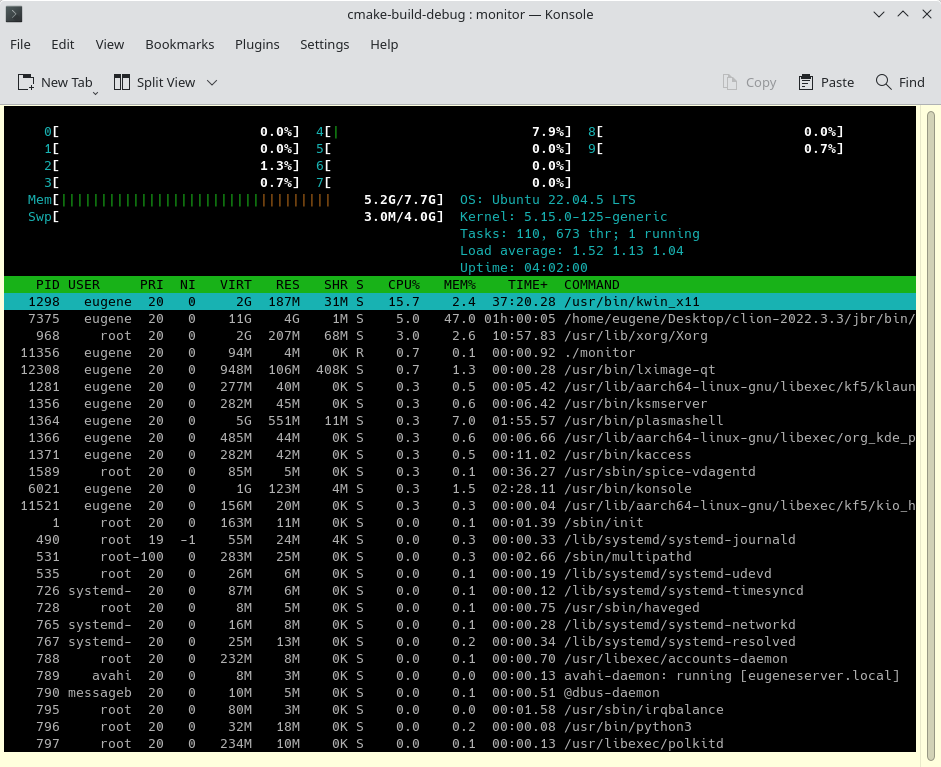 cmake-build-debug : monitor — Konsole
File Edit View Bookmarks Plugins Settings Help
New Tab Split View Copy Paste Find
0[ 0.0%] 4[| 7.9%] 8[ 0.0%]
1[ 0.0%] 5[ 0.0%] 9[ 0.7%]
2[ 1.3%] 6[ 0.0%]
3[ 0.7%] 7[ 0.0%]
Mem[|||||||||||||||||||||||||||||||||| 5.2G/7.7G] OS: Ubuntu 22.04.5 LTS
Swp[ 3.0M/4.0G] Kernel: 5.15.0-125-generic
Tasks: 110, 673 thr; 1 running
Load average: 1.52 1.13 1.04
Uptime: 04:02:00
PID USER PRI NI VIRT RES SHR S CPU% MEM% TIME+ COMMAND
1298 eugene 20 0 2G 187M 31M S 15.7 2.4 37:20.28 /usr/bin/kwin_x11
7375 eugene 20 0 11G 4G 1M S 5.0 47.0 01h:00:05 /home/eugene/Desktop/clion-2022.3.3/jbr/bin/
968 root 20 0 2G 207M 68M S 3.0 2.6 10:57.83 /usr/lib/xorg/Xorg
11356 eugene 20 0 94M 4M 0K R 0.7 0.1 00:00.92 ./monitor
12308 eugene 20 0 948M 106M 408K S 0.7 1.3 00:00.28 /usr/bin/lximage-qt
1281 eugene 20 0 277M 40M 0K S 0.3 0.5 00:05.42 /usr/lib/aarch64-linux-gnu/libexec/kf5/klaun
1356 eugene 20 0 282M 45M 0K S 0.3 0.6 00:06.42 /usr/bin/ksmserver
1364 eugene 20 0 5G 551M 11M S 0.3 7.0 01:55.57 /usr/bin/plasmashell
1366 eugene 20 0 485M 44M 0K S 0.3 0.6 00:06.66 /usr/lib/aarch64-linux-gnu/libexec/org_kde_p
1371 eugene 20 0 282M 42M 0K S 0.3 0.5 00:11.02 /usr/bin/kaccess
1589 root 20 0 85M 5M 0K S 0.3 0.1 00:36.27 /usr/sbin/spice-vdagentd
6021 eugene 20 0 1G 123M 4M S 0.3 1.5 02:28.11 /usr/bin/konsole
11521 eugene 20 0 156M 20M 0K S 0.3 0.3 00:00.04 /usr/lib/aarch64-linux-gnu/libexec/kf5/kio_h
1 root 20 0 163M 11M 0K S 0.0 0.1 00:01.39 /sbin/init
490 root 19 -1 55M 24M 4K S 0.0 0.3 00:00.33 /lib/systemd/systemd-journald
531 root-100 0 283M 25M 0K S 0.0 0.3 00:02.66 /sbin/multipathd
535 root 20 0 26M 6M 0K S 0.0 0.1 00:00.19 /lib/systemd/systemd-udevd
726 systemd- 20 0 87M 6M 0K S 0.0 0.1 00:00.12 /lib/systemd/systemd-timesyncd
728 root 20 0 8M 5M 0K S 0.0 0.1 00:00.75 /usr/sbin/haveged
765 systemd- 20 0 16M 8M 0K S 0.0 0.1 00:00.28 /lib/systemd/systemd-networkd
767 systemd- 20 0 25M 13M 0K S 0.0 0.2 00:00.34 /lib/systemd/systemd-resolved
788 root 20 0 232M 8M 0K S 0.0 0.1 00:00.70 /usr/libexec/accounts-daemon
789 avahi 20 0 8M 3M 0K S 0.0 0.0 00:00.13 avahi-daemon: running [eugeneserver.local]
790 messageb 20 0 10M 5M 0K S 0.0 0.1 00:00.51 @dbus-daemon
795 root 20 0 80M 3M 0K S 0.0 0.0 00:01.58 /usr/sbin/irqbalance
796 root 20 0 32M 18M 0K S 0.0 0.2 00:00.08 /usr/bin/python3
797 root 20 0 234M 10M 0K S 0.0 0.1 00:00.13 /usr/libexec/polkitd